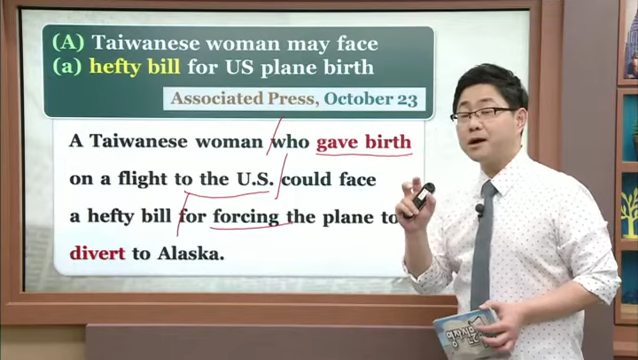 (A) Taiwanese woman may face
(a) hefty bill for US plane birth
Associated Press, October 23
A Taiwanese woman who gave birth
on a flight to the U.S. could face
a hefty bill for forcing the plane to
divert to Alaska.